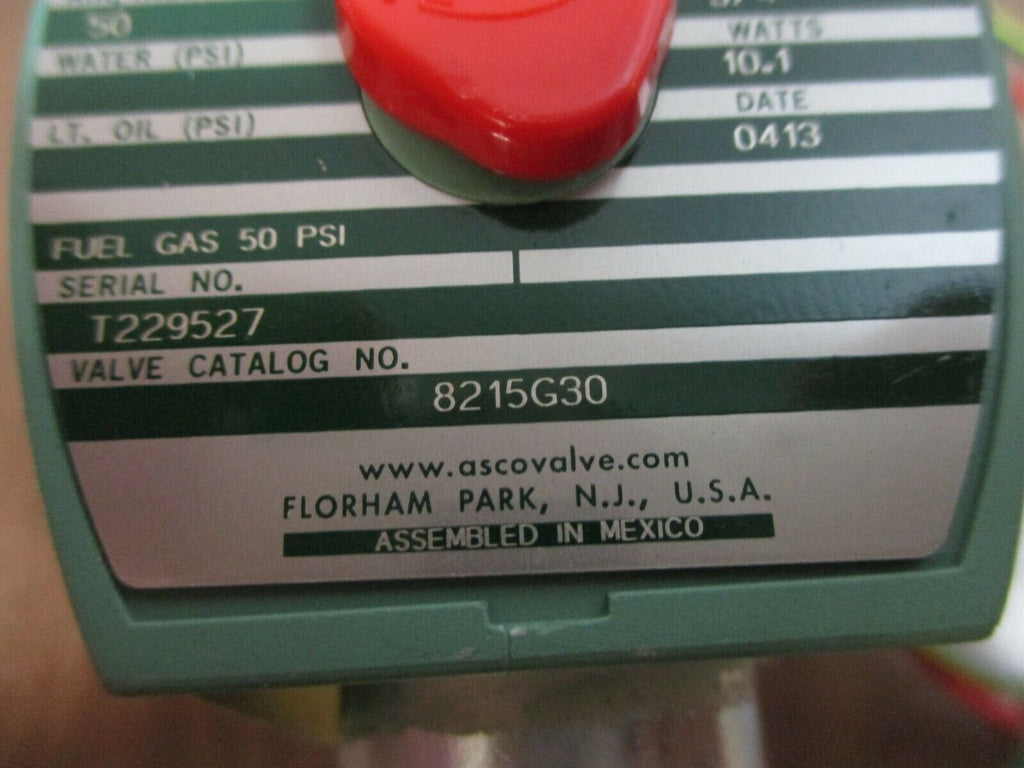 50
WATTS
WATER (PSI)
10.1
DATE
LT. OIL (PSI)
0413
FUEL GAS 50 PSI
SERIAL NO.
T229527
VALVE CATALOG NO.
8215G30
www.ascovalve.com
FLORHAM PARK, N.J., U.S.A.
ASSEMBLED IN MEXICO